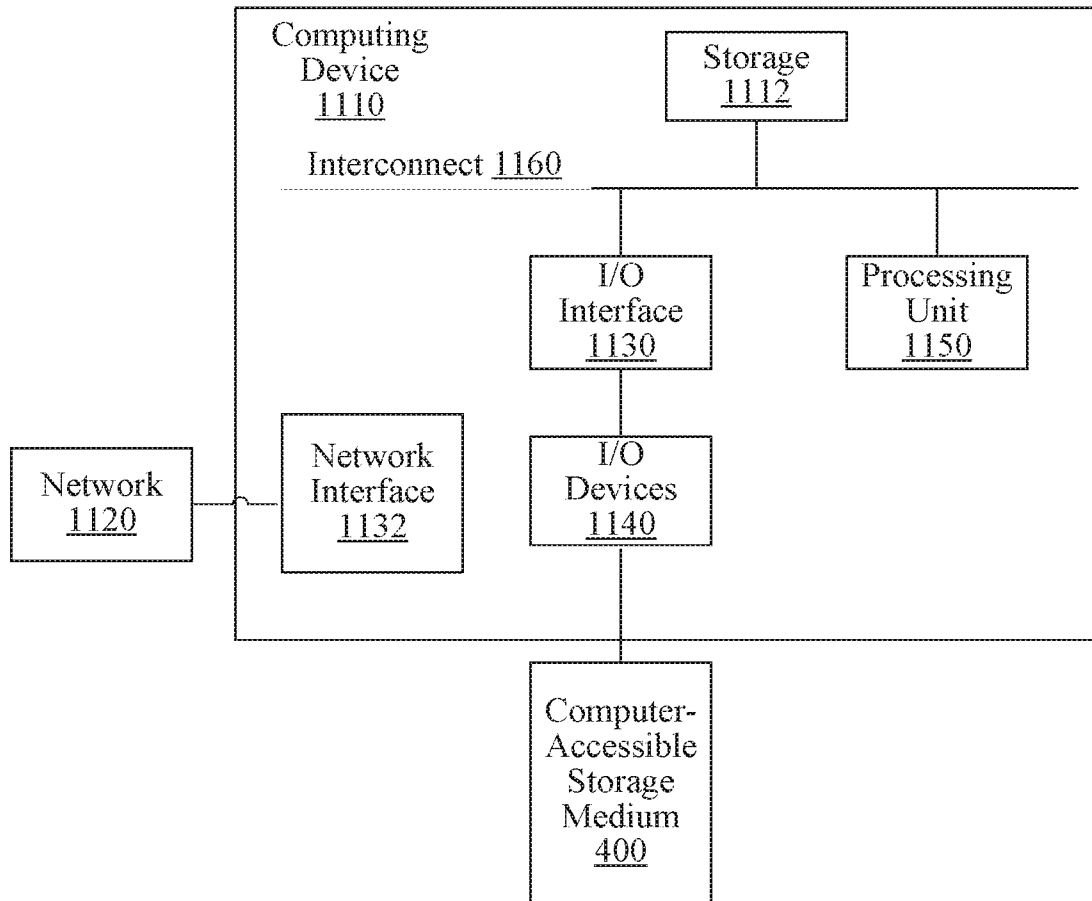 Computing
Device
1110
Storage
1112
Interconnect 1160
I/O
Interface
1130
Processing
Unit
1150
Network
1120
Network
Interface
1132
I/O
Devices
1140
Computer-
Accessible
Storage
Medium
400